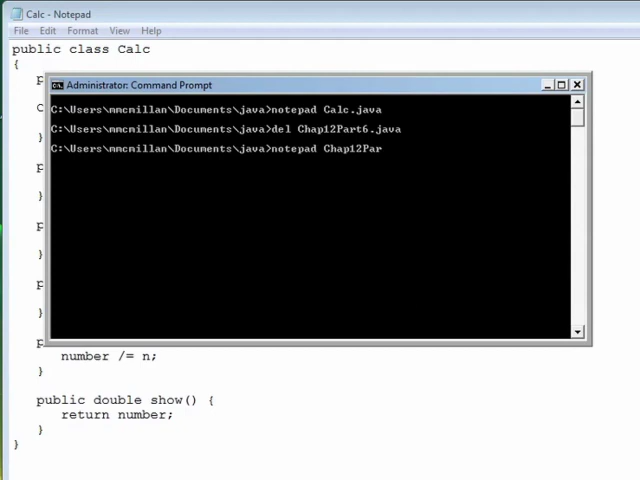 Calc - Notepad
File Edit Format View Help
public class Calc
{
p
Administrator: Command Prompt
c
C:\Users\mmcmillan\Documents\java>notepad Calc.java
C:\Users\mmcmillan\Documents\java>del Chap12Part6.java
}
C:\Users\mmcmillan\Documents\java>notepad Chap12Par
p
}
p
}
p
}
p
number /= n;
}
public double show() {
return number;
}
}